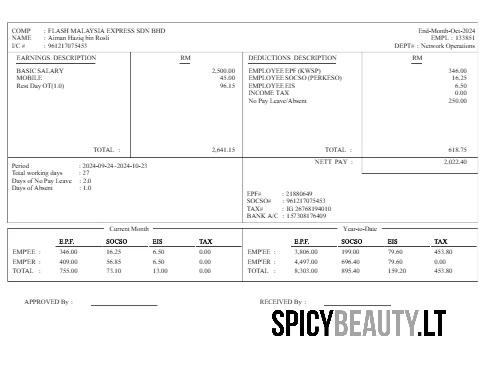 COMP : FLASH MALAYSIA EXPRESS SDN BHD End-Month-Oct-2024
NAME : Aiman Haziq bin Rosli EMPL : 133851
I/C # : 961217075453 DEPT# : Network Operations
EARNINGS DESCRIPTION RM DEDUCTIONS DESCRIPTION RM
BASIC SALARY 2,500.00 EMPLOYEE EPF (KWSP) 346.00
MOBILE 45.00 EMPLOYEE SOCSO (PERKESO) 16.25
Rest Day OT(1.0) 96.15 EMPLOYEE EIS 6.50
INCOME TAX 0.00
No Pay Leave/Absent 250.00
TOTAL : 2,641.15 TOTAL : 618.75
NETT PAY : 2,022.40
Period : 2024-09-24-2024-10-23
Total working days : 27
Days of No Pay Leave : 2.0
Days of Absent : 1.0
EPF# : 21880649
SOCSO# : 961217075453
TAX# : IG 26768194010
BANK A/C : 157308176409
Current Month Year-to-Date
E.P.F. SOCSO EIS TAX E.P.F. SOCSO EIS TAX
EMP'EE : 346.00 16.25 6.50 0.00 EMP'EE : 3,806.00 199.00 79.60 453.80
EMP'ER : 409.00 56.85 6.50 0.00 EMP'ER : 4,497.00 696.40 79.60 0.00
TOTAL : 755.00 73.10 13.00 0.00 TOTAL : 8,303.00 895.40 159.20 453.80
APPROVED By : RECEIVED By :
SPICYBEAUTY.LT